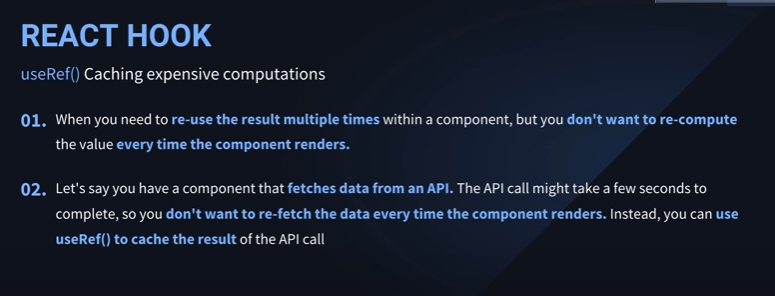 REACT HOOK
useRef() Caching expensive computations
01. When you need to re-use the result multiple times within a component, but you don't want to re-compute
the value every time the component renders.
02. Let's say you have a component that fetches data from an API. The API call might take a few seconds to
complete, so you don't want to re-fetch the data every time the component renders. Instead, you can use
useRef() to cache the result of the API call